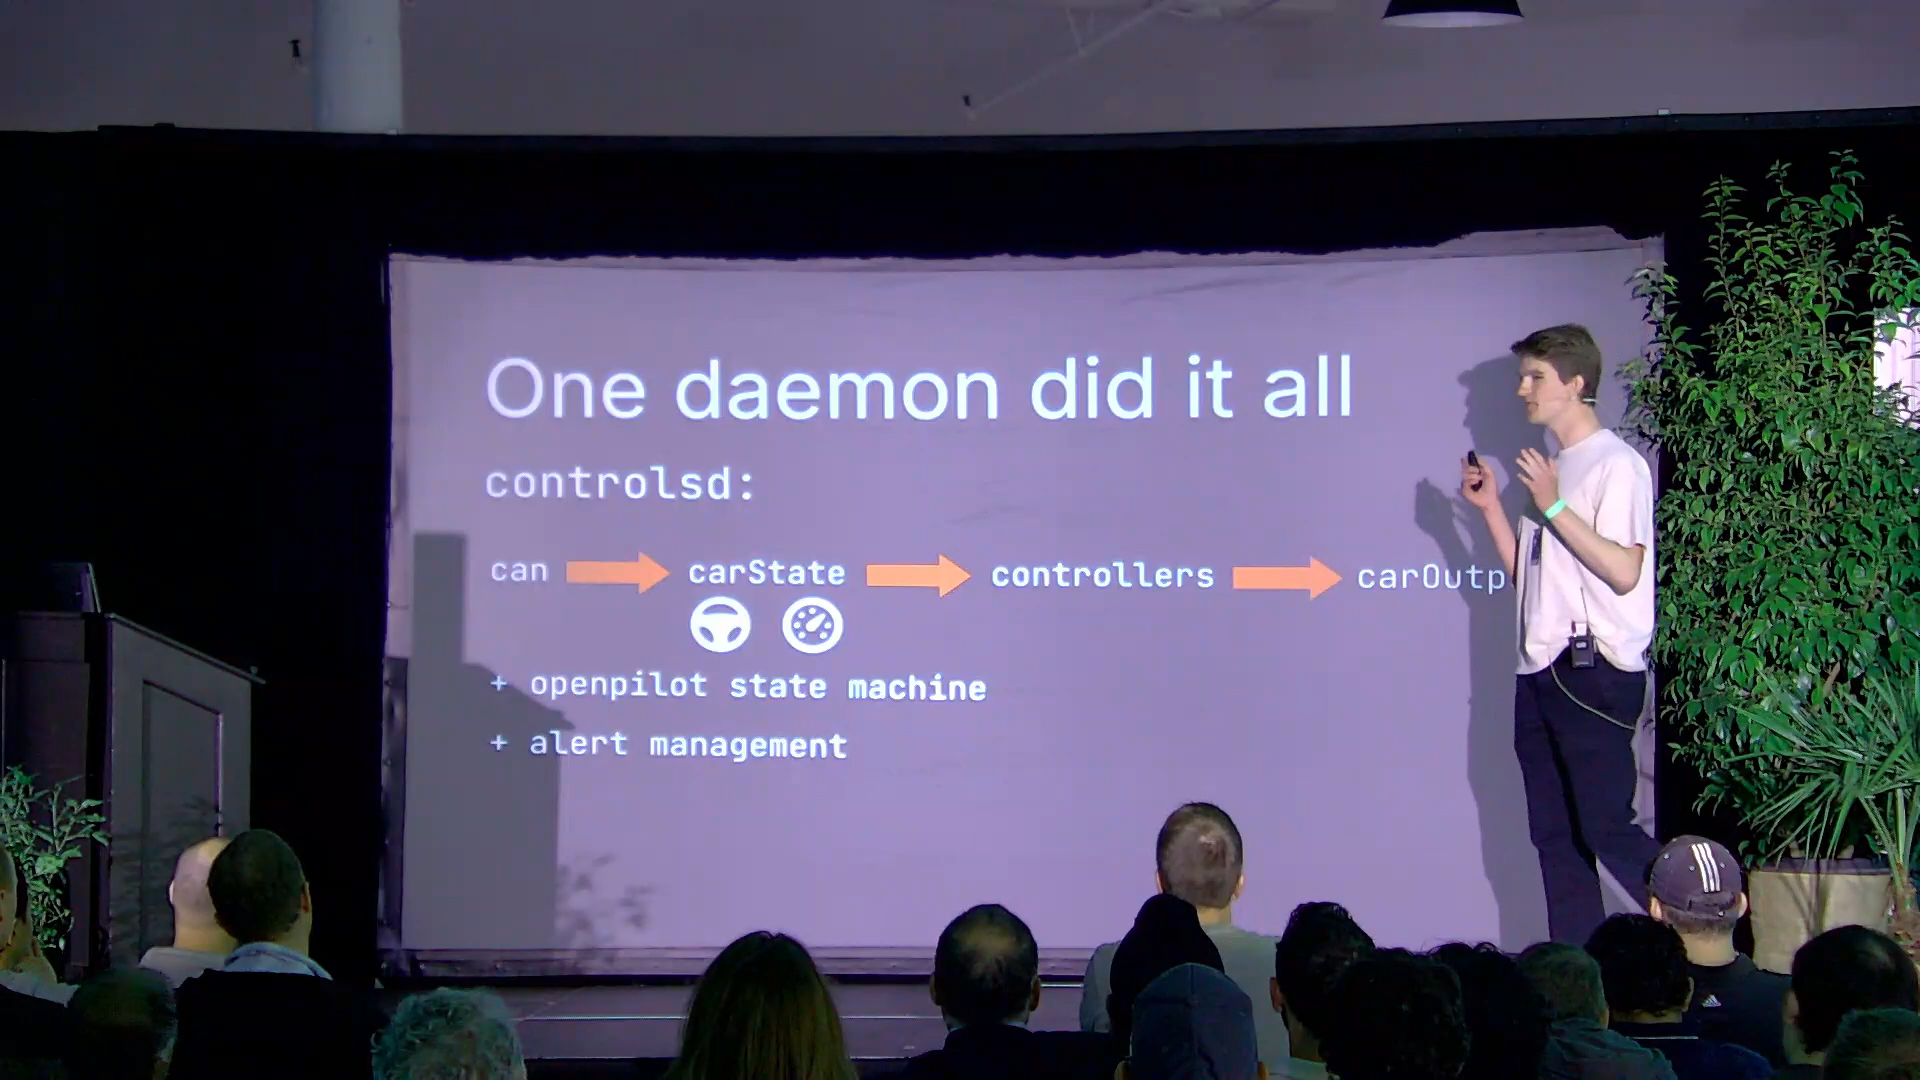 One daemon did it all
controlsd:
can carState controllers carOutp
+ openpilot state machine
+ alert management